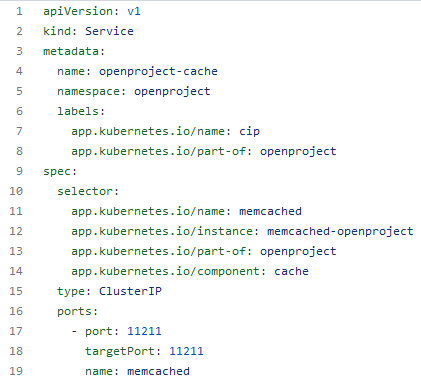 1 apiVersion: v1
2 kind: Service
3 metadata:
4   name: openproject-cache
5   namespace: openproject
6   labels:
7     app.kubernetes.io/name: cip
8     app.kubernetes.io/part-of: openproject
9 spec:
10   selector:
11     app.kubernetes.io/name: memcached
12     app.kubernetes.io/instance: memcached-openproject
13     app.kubernetes.io/part-of: openproject
14     app.kubernetes.io/component: cache
15   type: ClusterIP
16   ports:
17     - port: 11211
18       targetPort: 11211
19       name: memcached